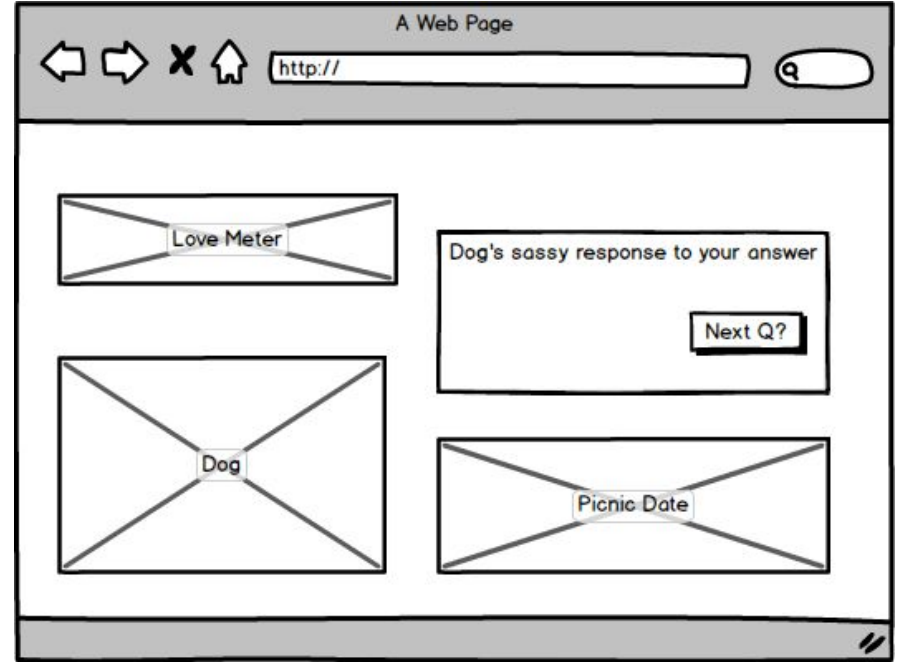 A Web Page
http://
Love Meter
Dog's sassy response to your answer
Next Q?
Dog
Picnic Date